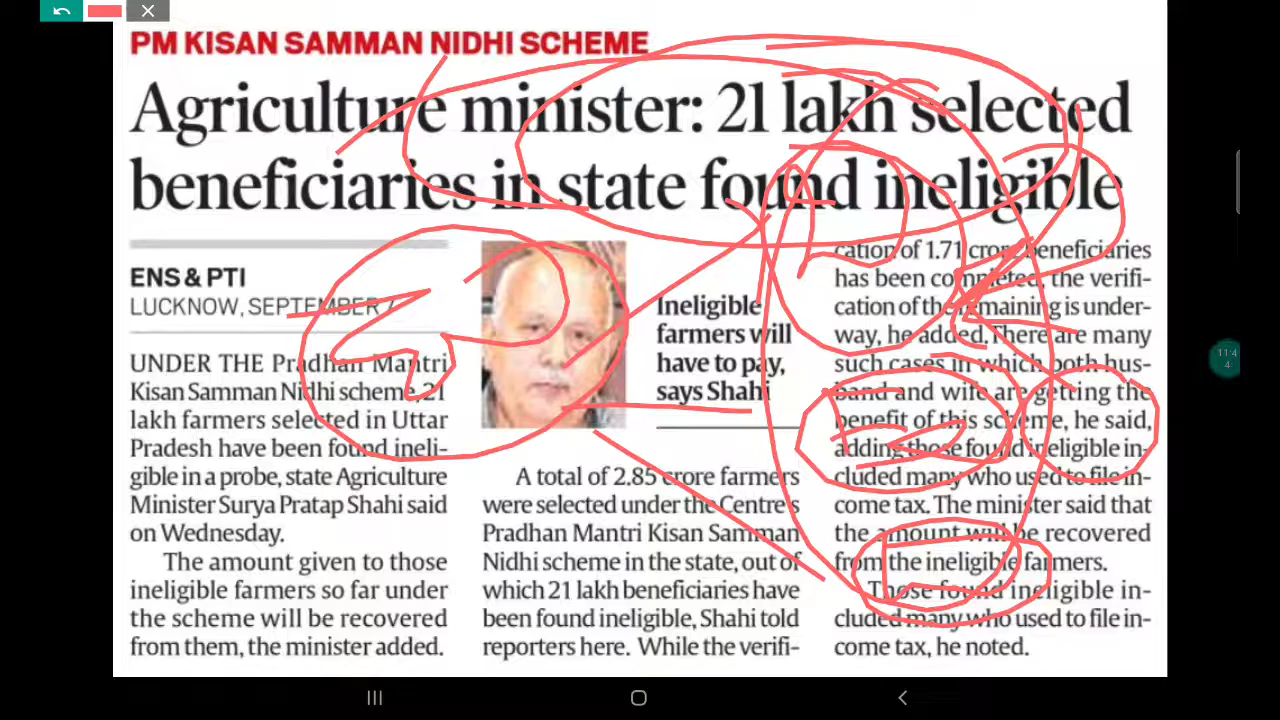 PM KISAN SAMMAN NIDHI SCHEME
Agriculture minister: 21 lakh selected
beneficiaries in state found ineligible
ENS & PTI
LUCKNOW, SEPTEMBER 7
UNDER THE Pradhan Mantri
Kisan Samman Nidhi scheme, 21
lakh farmers selected in Uttar
Pradesh have been found ineli-
gible in a probe, state Agriculture
Minister Surya Pratap Shahi said
on Wednesday.
The amount given to those
ineligible farmers so far under
the scheme will be recovered
from them, the minister added.
Ineligible
farmers will
have to pay,
says Shahi
A total of 2.85 crore farmers
were selected under the Centre's
Pradhan Mantri Kisan Samman
Nidhi scheme in the state, out of
which 21 lakh beneficiaries have
been found ineligible, Shahi told
reporters here. While the verifi-
cation of 1.71 crore beneficiaries
has been completed, the verifi-
cation of the remaining is under-
way, he added. There are many
such cases in which both hus-
band and wife are getting the
benefit of this scheme, he said,
adding those found ineligible in-
cluded many who used to file in-
come tax. The minister said that
the amount will be recovered
from the ineligible farmers.
Those found ineligible in-
cluded many who used to file in-
come tax, he noted.
11:4
4